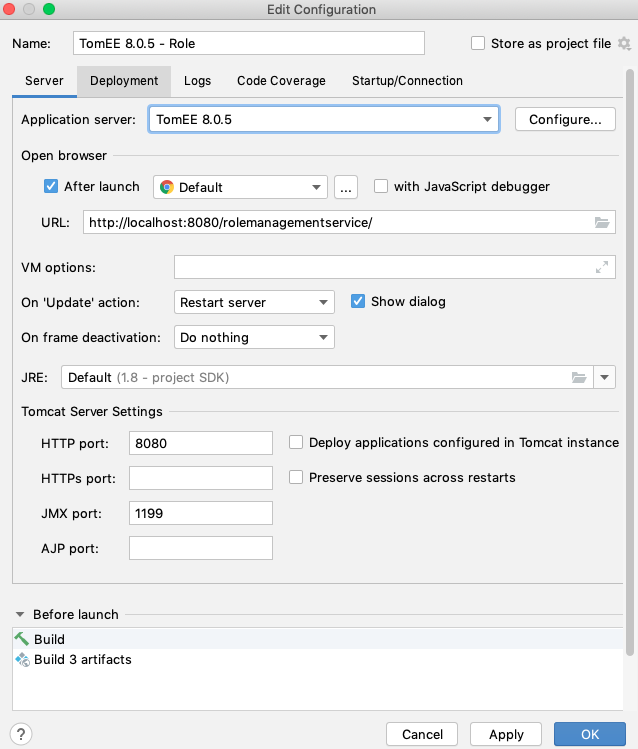 Edit Configuration
Name: TomEE 8.0.5 - Role Store as project file
Server Deployment Logs Code Coverage Startup/Connection
Application server: TomEE 8.0.5 Configure...
Open browser
After launch Default ... with JavaScript debugger
URL: http://localhost:8080/rolemanagementservice/
VM options:
On 'Update' action: Restart server Show dialog
On frame deactivation: Do nothing
JRE: Default (1.8 - project SDK)
Tomcat Server Settings
HTTP port: 8080 Deploy applications configured in Tomcat instance
HTTPs port: Preserve sessions across restarts
JMX port: 1199
AJP port:
Before launch
Build
Build 3 artifacts
? Cancel Apply OK